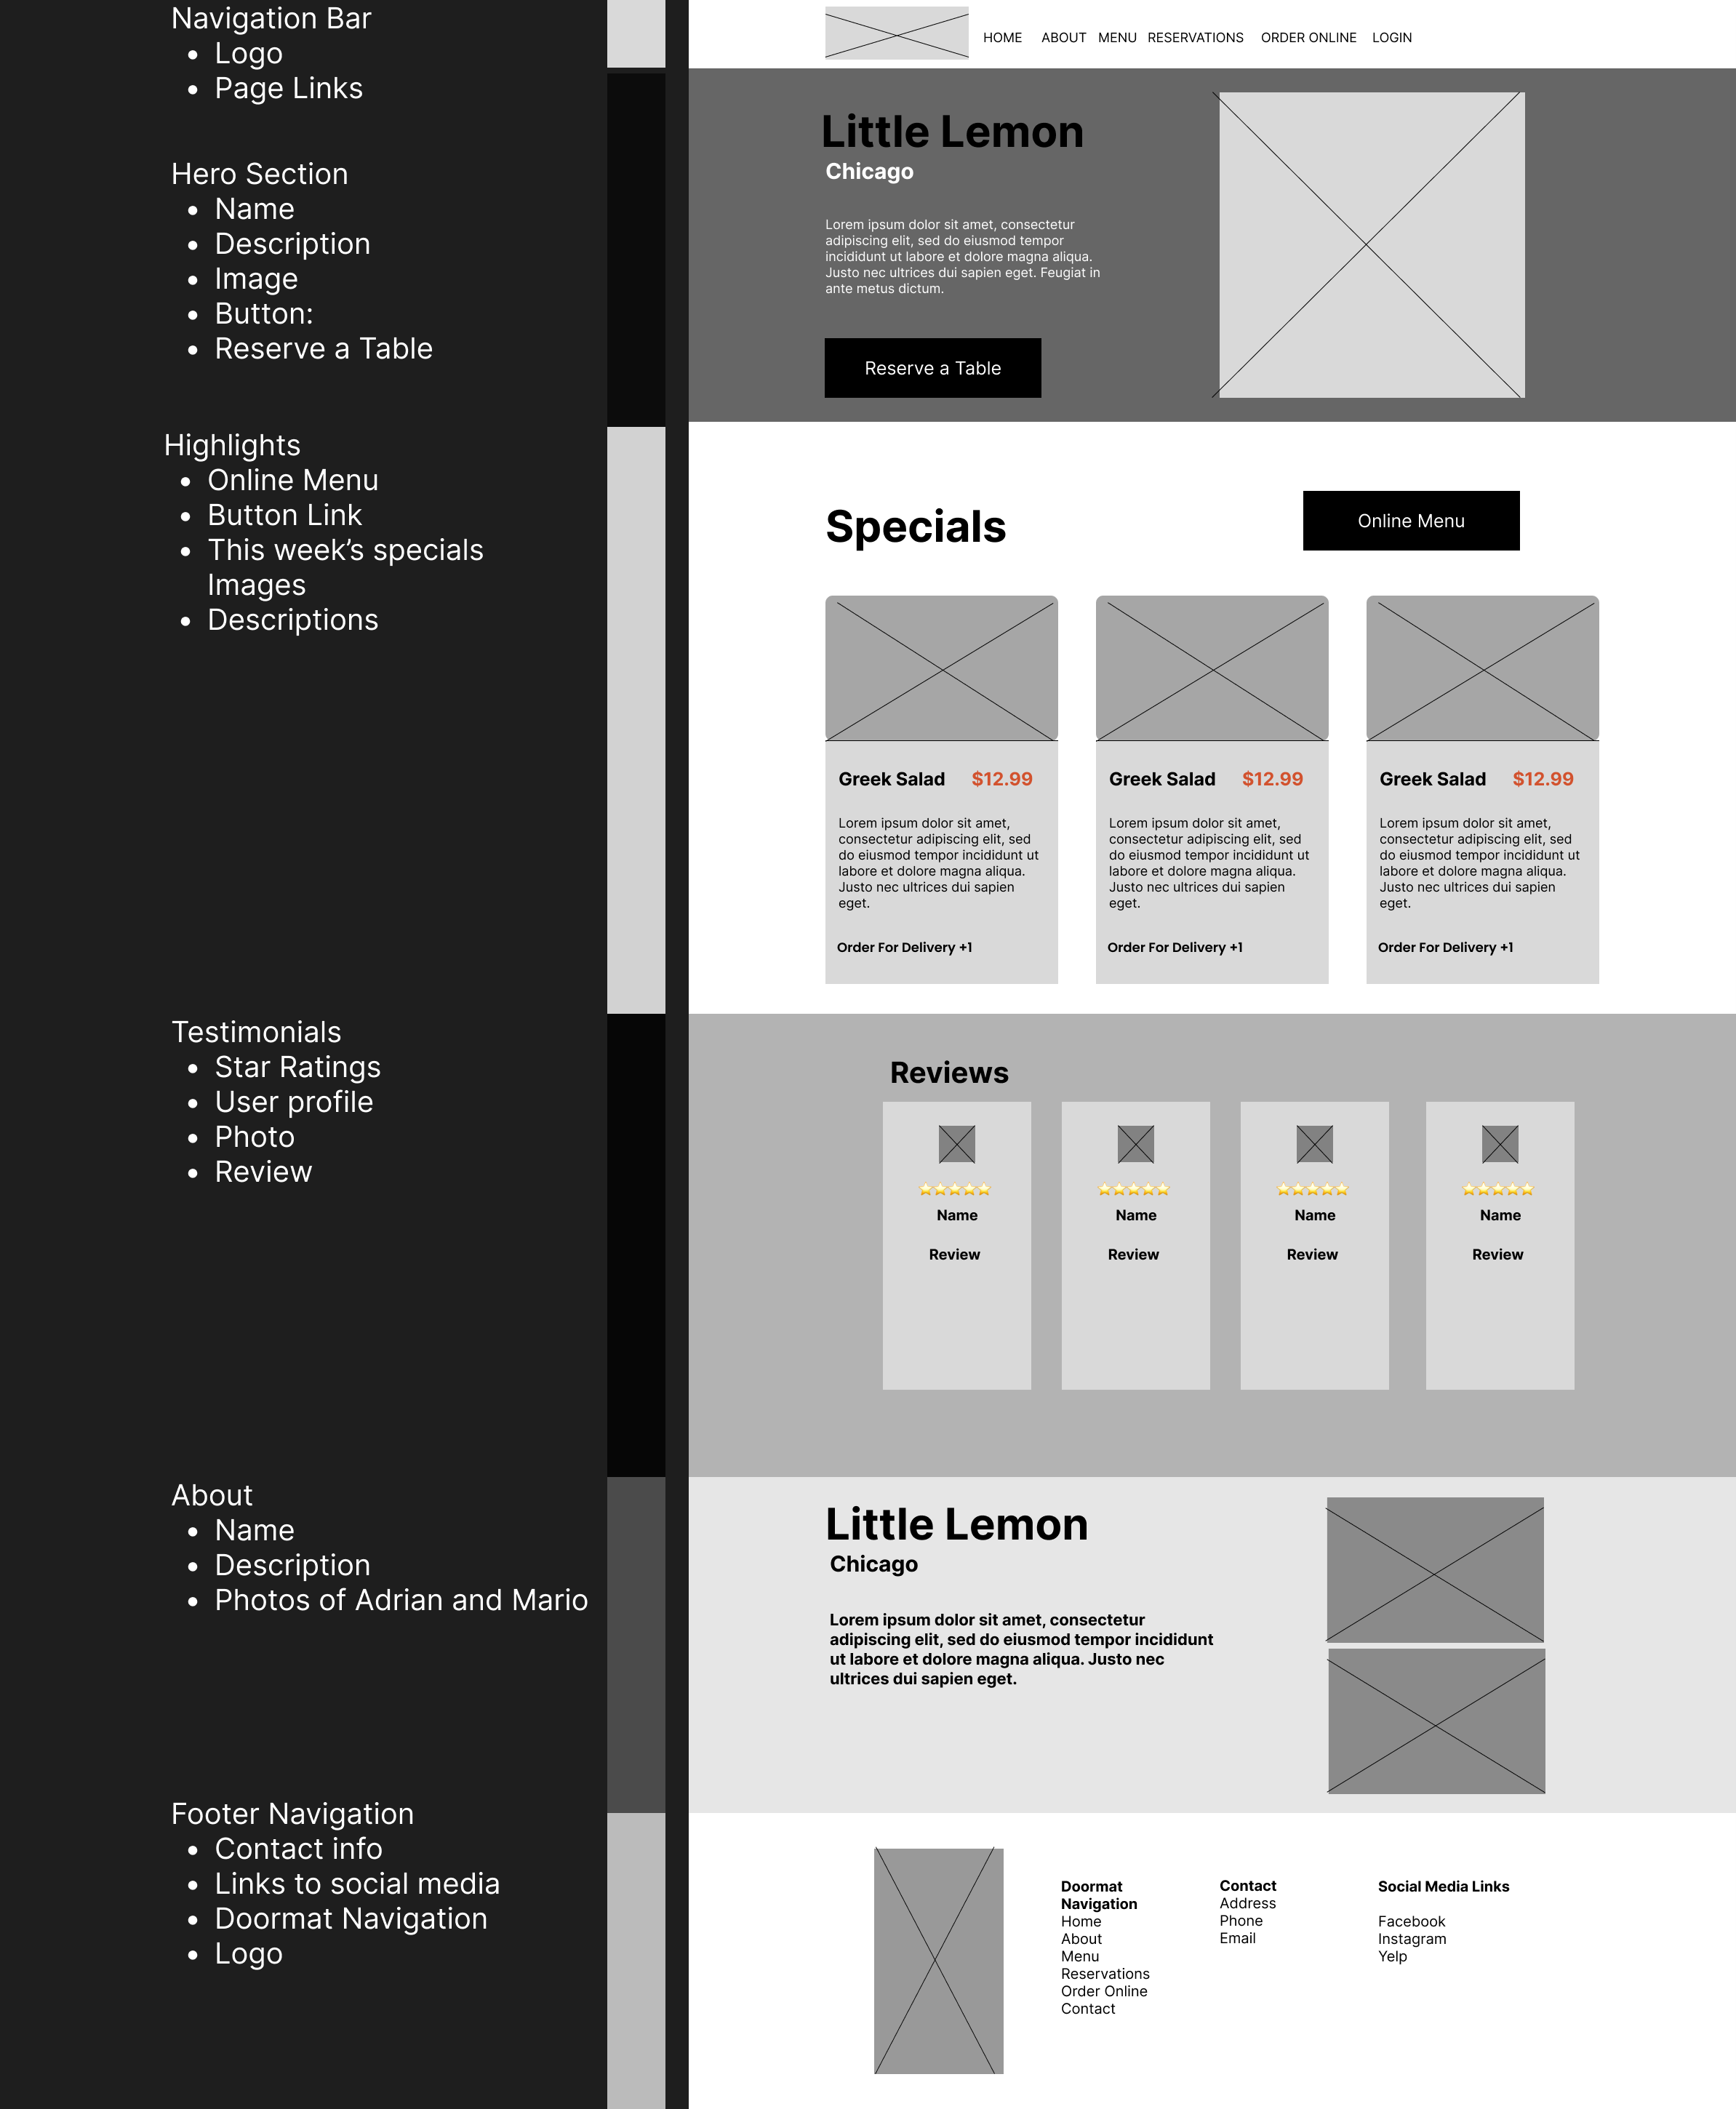 Navigation Bar
• Logo
• Page Links
Hero Section
• Name
• Description
• Image
• Button:
• Reserve a Table
Highlights
• Online Menu
• Button Link
• This week’s specials
Images
• Descriptions
Testimonials
• Star Ratings
• User profile
• Photo
• Review
About
• Name
• Description
• Photos of Adrian and Mario
Footer Navigation
• Contact info
• Links to social media
• Doormat Navigation
• Logo
HOME ABOUT MENU RESERVATIONS ORDER ONLINE LOGIN
Little Lemon
Chicago
Lorem ipsum dolor sit amet, consectetur
adipiscing elit, sed do eiusmod tempor
incididunt ut labore et dolore magna aliqua.
Justo nec ultrices dui sapien eget. Feugiat in
ante metus dictum.
Reserve a Table
Specials
Online Menu
Greek Salad $12.99
Lorem ipsum dolor sit amet,
consectetur adipiscing elit, sed
do eiusmod tempor incididunt ut
labore et dolore magna aliqua.
Justo nec ultrices dui sapien
eget.
Order For Delivery +1
Greek Salad $12.99
Lorem ipsum dolor sit amet,
consectetur adipiscing elit, sed
do eiusmod tempor incididunt ut
labore et dolore magna aliqua.
Justo nec ultrices dui sapien
eget.
Order For Delivery +1
Greek Salad $12.99
Lorem ipsum dolor sit amet,
consectetur adipiscing elit, sed
do eiusmod tempor incididunt ut
labore et dolore magna aliqua.
Justo nec ultrices dui sapien
eget.
Order For Delivery +1
Reviews
⭐⭐⭐⭐⭐
Name
Review
⭐⭐⭐⭐⭐
Name
Review
⭐⭐⭐⭐⭐
Name
Review
⭐⭐⭐⭐⭐
Name
Review
Little Lemon
Chicago
Lorem ipsum dolor sit amet, consectetur
adipiscing elit, sed do eiusmod tempor incididunt
ut labore et dolore magna aliqua. Justo nec
ultrices dui sapien eget.
Doormat
Navigation
Home
About
Menu
Reservations
Order Online
Contact
Contact
Address
Phone
Email
Social Media Links
Facebook
Instagram
Yelp